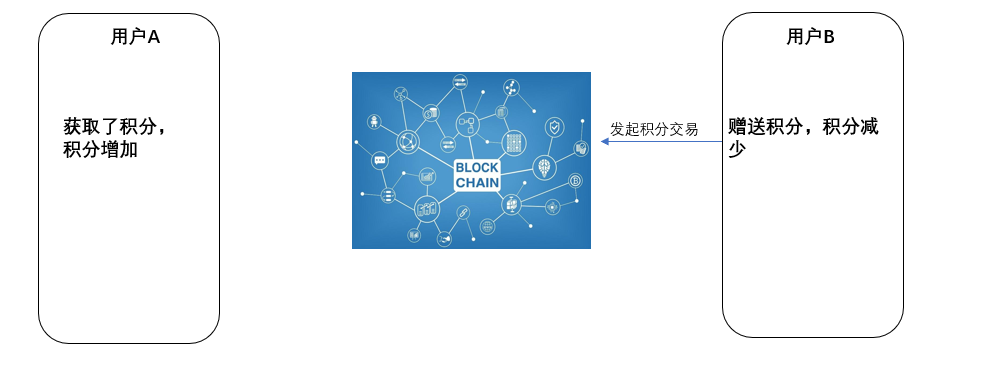 用户A
获取了积分，
积分增加
BLOCK
CHAIN
发起积分交易
用户B
赠送积分，积分减
少